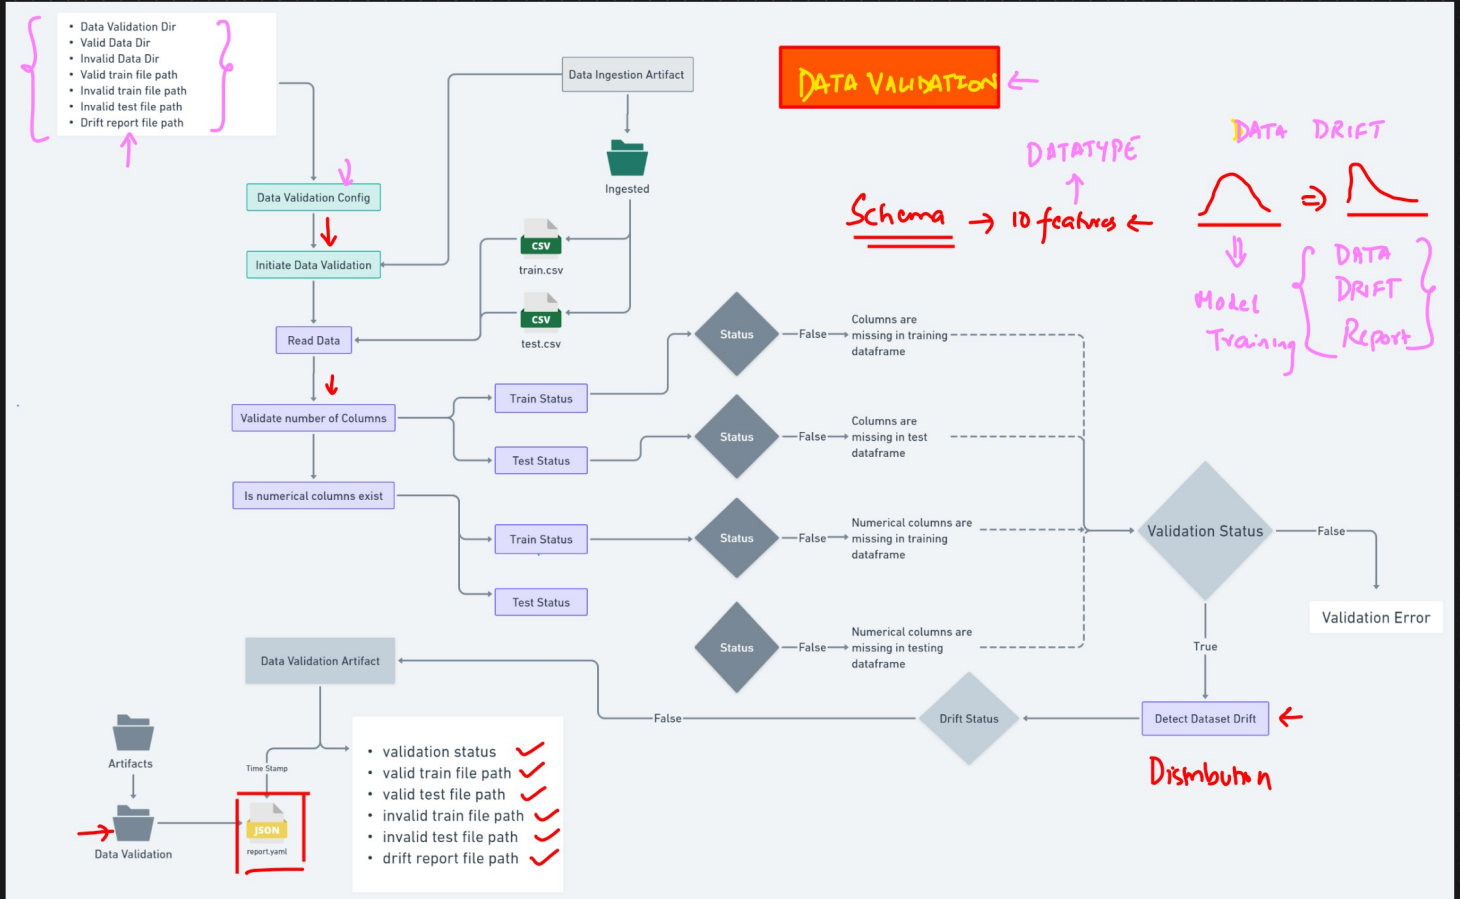 • Data Validation Dir
• Valid Data Dir
• Invalid Data Dir
• Valid train file path
• Invalid train file path
• Invalid test file path
• Drift report file path
Data Ingestion Artifact
DATA VALIDATION
Ingested
DATATYPE
DATA DRIFT
Schema → 10 features ←
Model
Training
DATA
DRIFT
Report
Data Validation Config
Initiate Data Validation
Read Data
CSV
train.csv
CSV
test.csv
Validate number of Columns
Train Status
Test Status
Status
False
Columns are
missing in training
dataframe
Status
False
Columns are
missing in test
dataframe
Is numerical columns exist
Train Status
Test Status
Status
False
Numerical columns are
missing in training
dataframe
Status
False
Numerical columns are
missing in testing
dataframe
Validation Status
False
Validation Error
True
Detect Dataset Drift
Distribution
Drift Status
False
Data Validation Artifact
Artifacts
Data Validation
Time Stamp
JSON
report.yaml
• validation status
• valid train file path
• valid test file path
• invalid train file path
• invalid test file path
• drift report file path